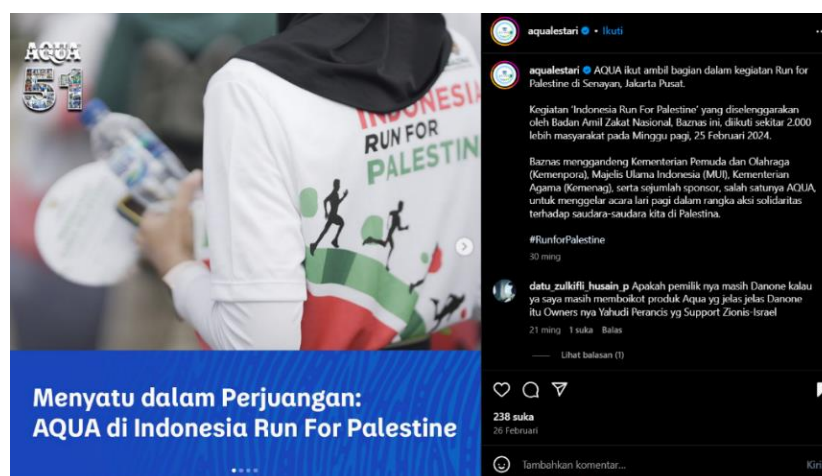 AQUA
51
INDONESIA
RUN FOR
PALESTIN
Menyatu dalam Perjuangan:
AQUA di Indonesia Run For Palestine
aqualestari • Ikuti
aqualestari AQUA ikut ambil bagian dalam kegiatan Run for
Palestine di Senayan, Jakarta Pusat.
Kegiatan ‘Indonesia Run For Palestine’ yang diselenggarakan
oleh Badan Amil Zakat Nasional, Baznas ini, diikuti sekitar 2.000
lebih masyarakat pada Minggu pagi, 25 Februari 2024.
Baznas menggandeng Kementerian Pemuda dan Olahraga
(Kemenpora), Majelis Ulama Indonesia (MUI), Kementerian
Agama (Kemenag), serta sejumlah sponsor, salah satunya AQUA,
untuk menggelar acara lari pagi dalam rangka aksi solidaritas
terhadap saudara-saudara kita di Palestina.
#RunforPalestine
30 ming
datu_zulkifli_husain_p Apakah pemilik nya masih Danone kalau
ya saya masih memboikot produk Aqua yg jelas jelas Danone
itu Owners nya Yahudi Perancis yg Support Zionis-Israel
21 ming 1 suka Balas
Lihat balasan (1)
238 suka
26 Februari
Tambahkan komentar...
Kiri